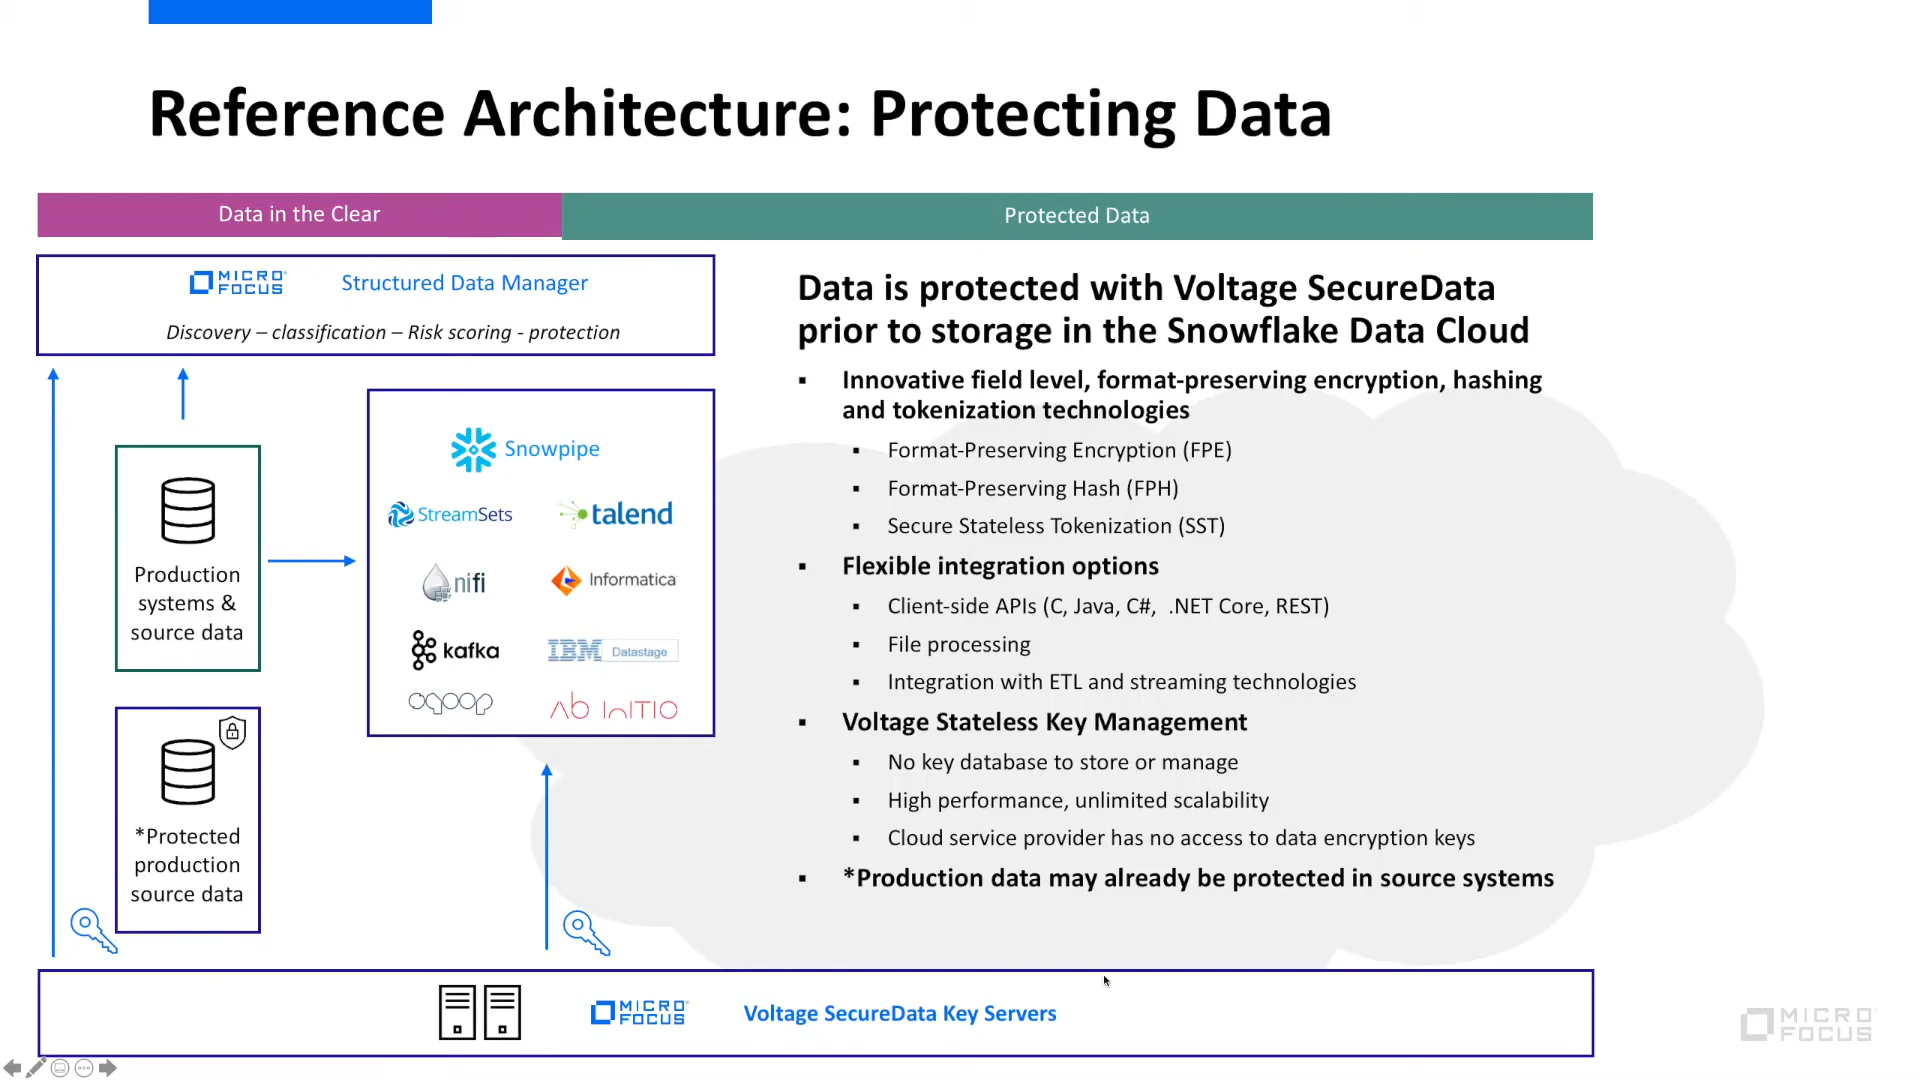 Reference Architecture: Protecting Data
Data in the Clear
Protected Data
MICRO FOCUS
Structured Data Manager
Discovery – classification – Risk scoring - protection
Production
systems &
source data
*Protected
production
source data
Snowpipe
StreamSets
talend
nifi
Informatica
kafka
IBM Datastage
sqoop
Ab InITIO
Data is protected with Voltage SecureData
prior to storage in the Snowflake Data Cloud
▪ Innovative field level, format-preserving encryption, hashing
and tokenization technologies
▪ Format-Preserving Encryption (FPE)
▪ Format-Preserving Hash (FPH)
▪ Secure Stateless Tokenization (SST)
▪ Flexible integration options
▪ Client-side APIs (C, Java, C#, .NET Core, REST)
▪ File processing
▪ Integration with ETL and streaming technologies
▪ Voltage Stateless Key Management
▪ No key database to store or manage
▪ High performance, unlimited scalability
▪ Cloud service provider has no access to data encryption keys
▪ *Production data may already be protected in source systems
MICRO FOCUS
Voltage SecureData Key Servers
MICRO FOCUS